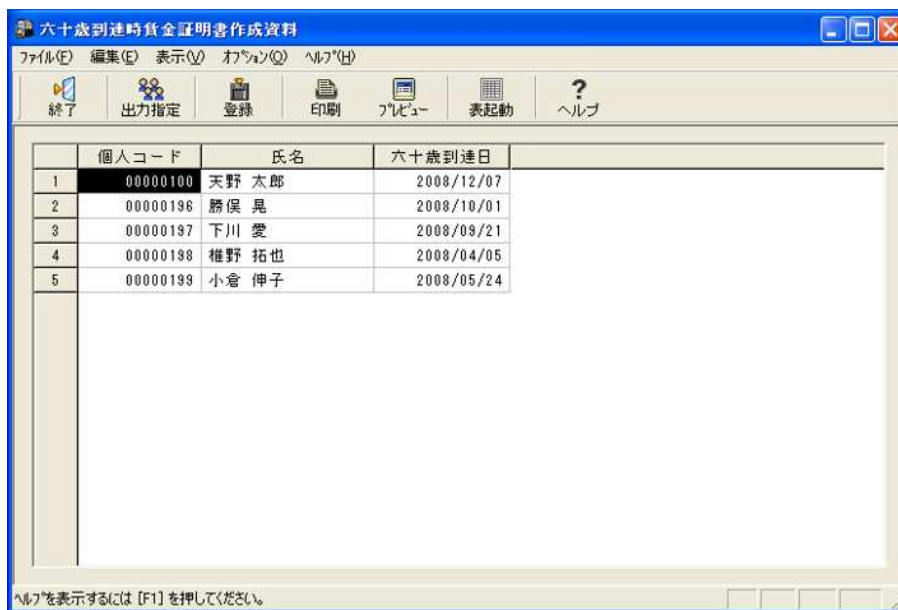 六十歳到達時賃金証明書作成資料
ファイル(F) 編集(E) 表示(V) オプション(O) ヘルプ(H)
終了 出力指定 登録 印刷 プレビュー 表起動 ヘルプ
個人コード 氏名 六十歳到達日
1 00000100 天野 太郎 2008/12/07
2 00000196 勝俣 晃 2008/10/01
3 00000197 下川 愛 2008/09/21
4 00000198 椎野 拓也 2008/04/05
5 00000199 小倉 伸子 2008/05/24
ヘルプを表示するには [F1] を押してください。